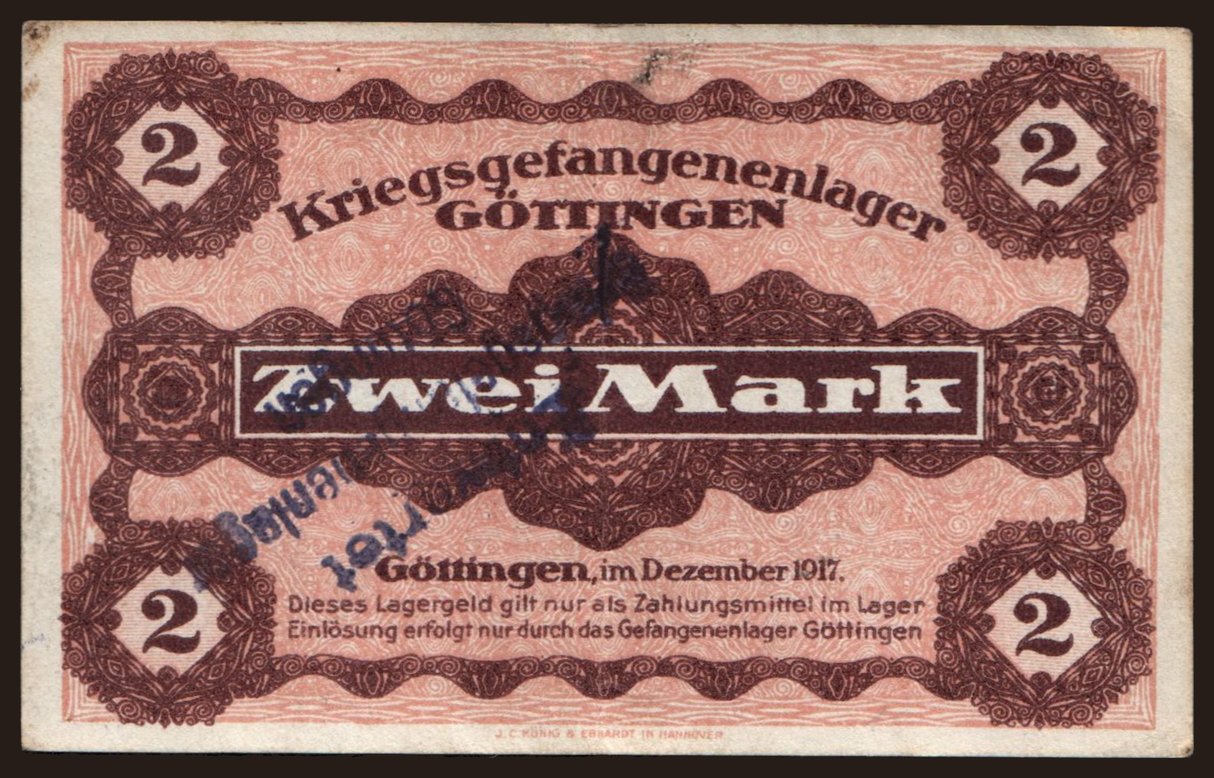 2 2
Kriegsgefangenenlager
GÖTTINGEN
Zwei Mark
Göttingen, im Dezember 1917.
Dieses Lagergeld gilt nur als Zahlungsmittel im Lager
Einlösung erfolgt nur durch das Gefangenenlager Göttingen
2 2
J. C. KÖNIG & EBHARDT IN HANNOVER